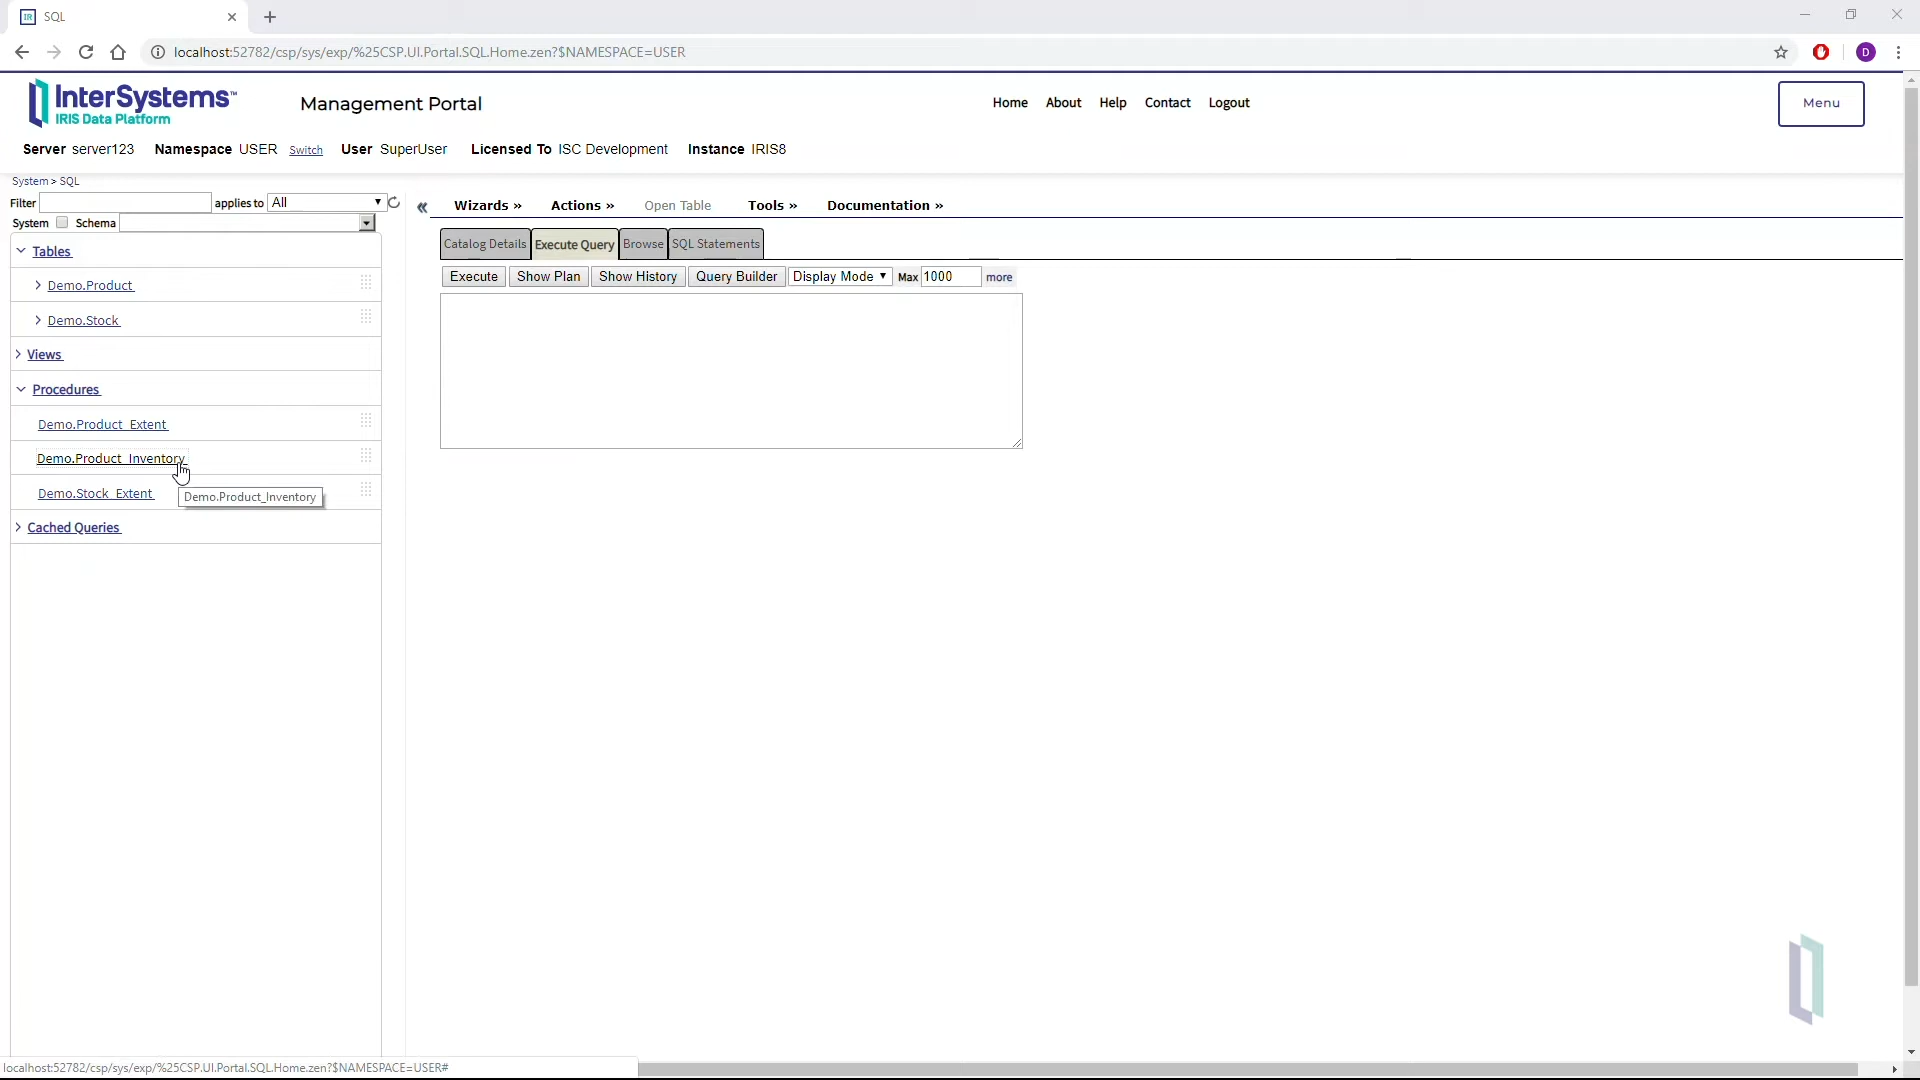 SQL
localhost:52782/csp/sys/exp/%25CSP.UI.Portal.SQL.Home.zen?$NAMESPACE=USER
D
InterSystems™
IRIS Data Platform
Management Portal
Home About Help Contact Logout
Menu
Server server123 Namespace USER Switch User SuperUser Licensed To ISC Development Instance IRIS8
System > SQL
Filter applies to All
System Schema
Wizards » Actions » Open Table Tools » Documentation »
Catalog Details Execute Query Browse SQL Statements
Execute Show Plan Show History Query Builder Display Mode Max 1000 more
Tables
Demo.Product
Demo.Stock
Views
Procedures
Demo.Product_Extent
Demo.Product_Inventory
Demo.Stock_Extent
Demo.Product_Inventory
Cached Queries
localhost:52782/csp/sys/exp/%25CSP.UI.Portal.SQL.Home.zen?$NAMESPACE=USER#